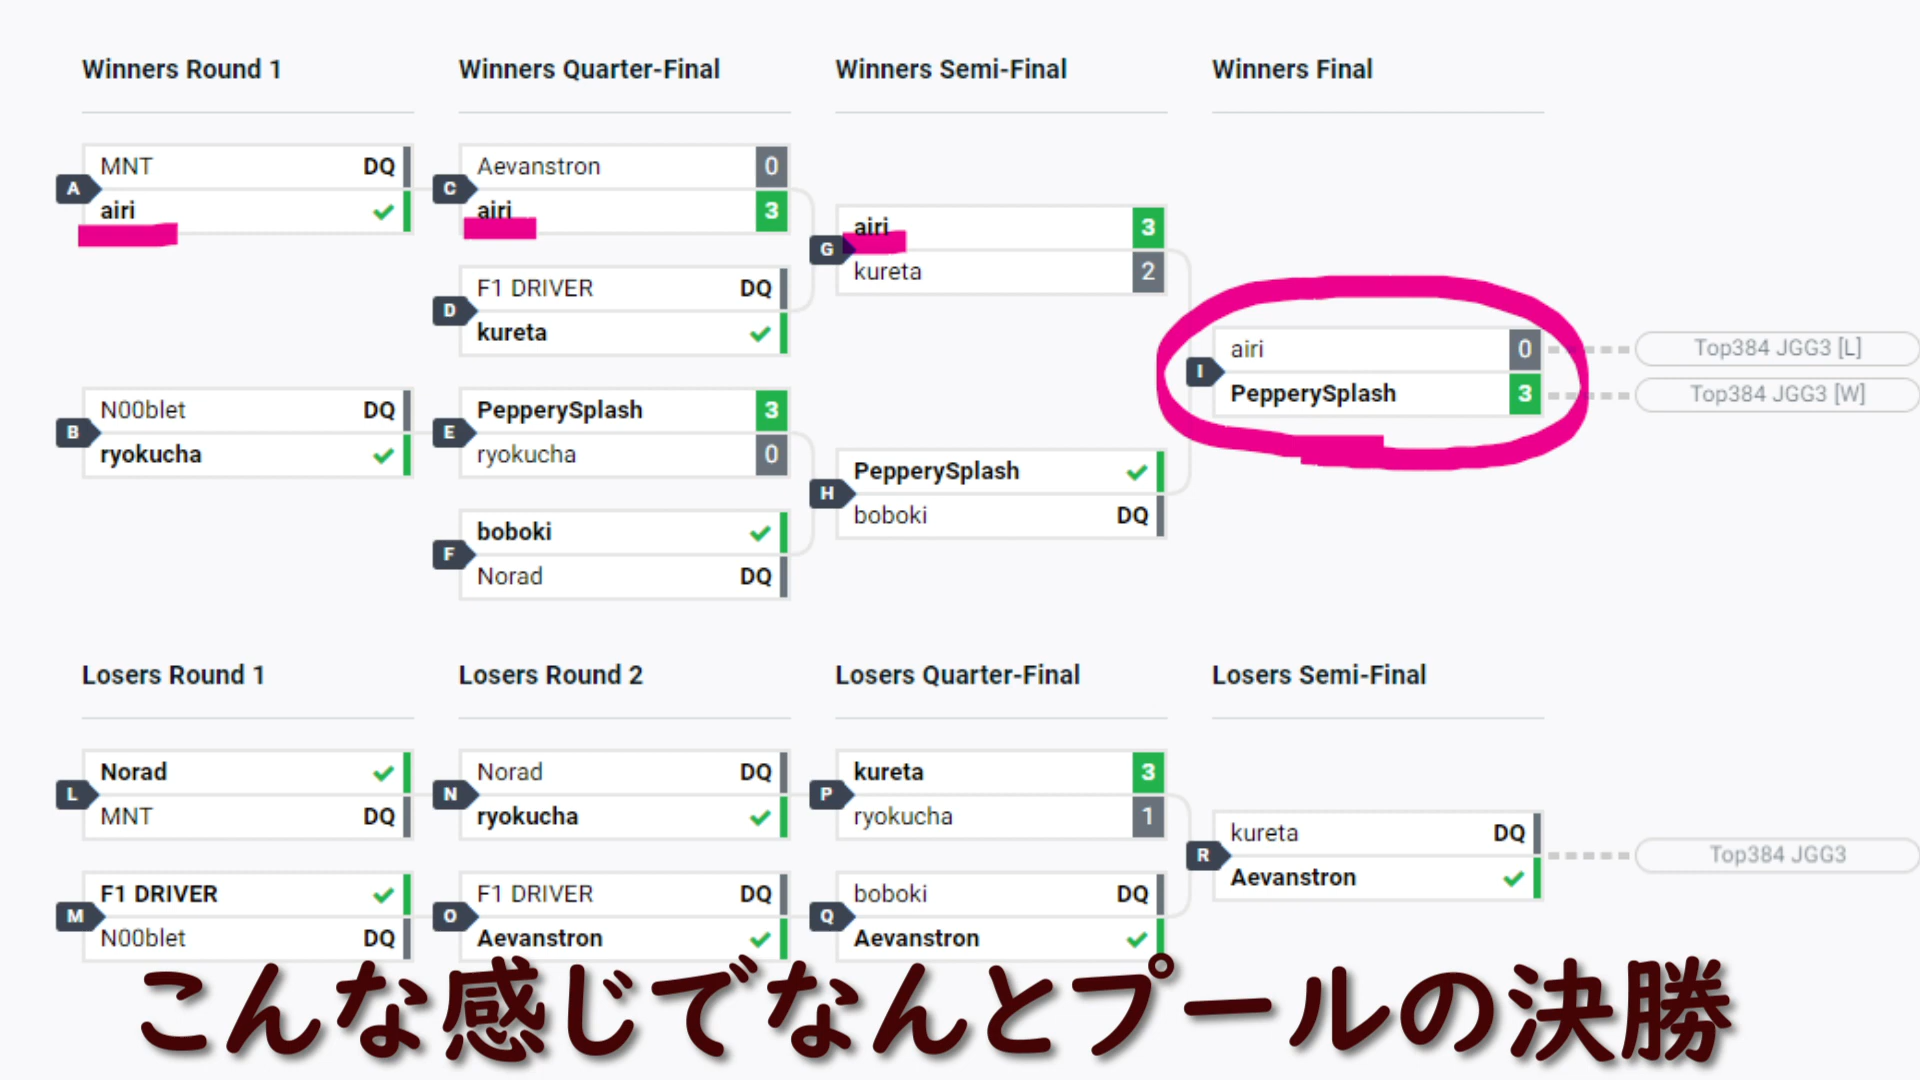 Winners Round 1
Winners Quarter-Final
Winners Semi-Final
Winners Final
A
MNT DQ
airi
B
N00blet DQ
ryokucha
C
Aevanstron 0
airi 3
D
F1 DRIVER DQ
kureta
E
PepperySplash 3
ryokucha 0
F
boboki
Norad DQ
G
airi 3
kureta 2
H
PepperySplash
boboki DQ
I
airi 0
PepperySplash 3
Top384 JGG3 [L]
Top384 JGG3 [W]
Losers Round 1
Losers Round 2
Losers Quarter-Final
Losers Semi-Final
L
Norad
MNT DQ
M
F1 DRIVER
N00blet DQ
N
Norad DQ
ryokucha
O
F1 DRIVER DQ
Aevanstron
P
kureta 3
ryokucha 1
Q
boboki DQ
Aevanstron
R
kureta DQ
Aevanstron
Top384 JGG3
こんな感じでなんとプールの決勝